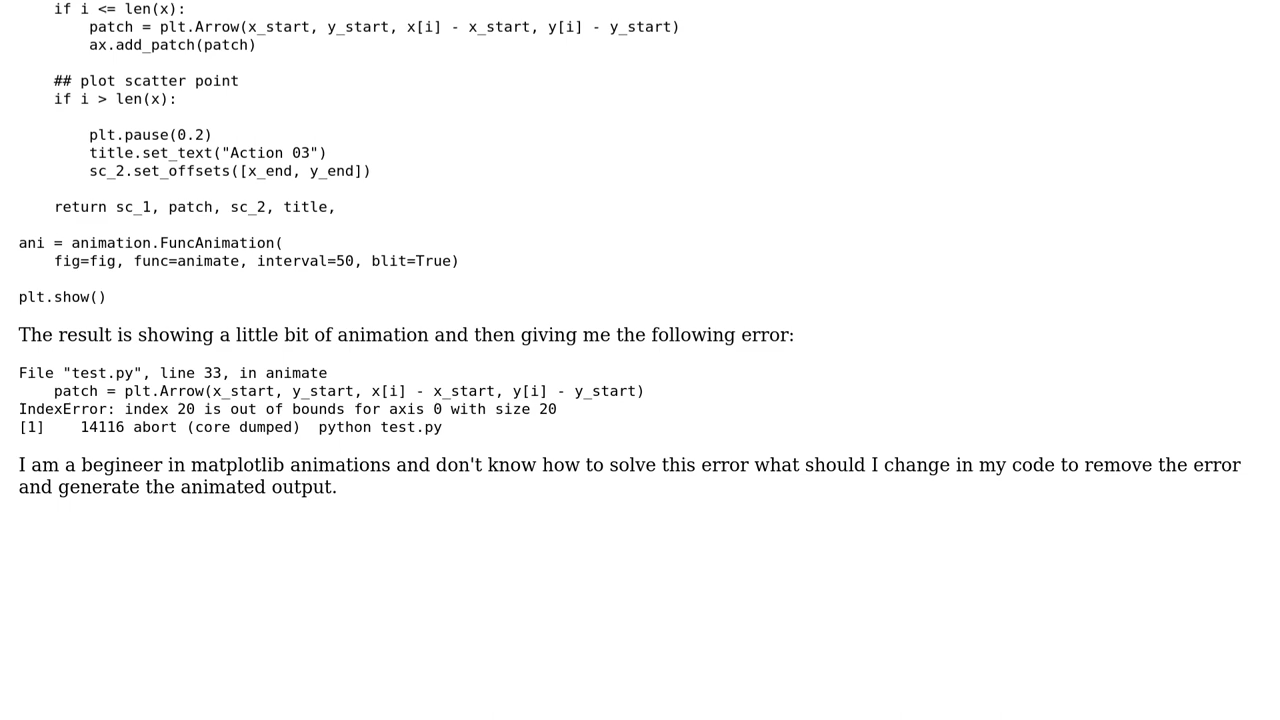 if i <= len(x):
        patch = plt.Arrow(x_start, y_start, x[i] - x_start, y[i] - y_start)
        ax.add_patch(patch)

    ## plot scatter point
    if i > len(x):

        plt.pause(0.2)
        title.set_text("Action 03")
        sc_2.set_offsets([x_end, y_end])

    return sc_1, patch, sc_2, title,

ani = animation.FuncAnimation(
    fig=fig, func=animate, interval=50, blit=True)

plt.show()
The result is showing a little bit of animation and then giving me the following error:
File "test.py", line 33, in animate
    patch = plt.Arrow(x_start, y_start, x[i] - x_start, y[i] - y_start)
IndexError: index 20 is out of bounds for axis 0 with size 20
[1]    14116 abort (core dumped)  python test.py
I am a begineer in matplotlib animations and don't know how to solve this error what should I change in my code to remove the error
and generate the animated output.